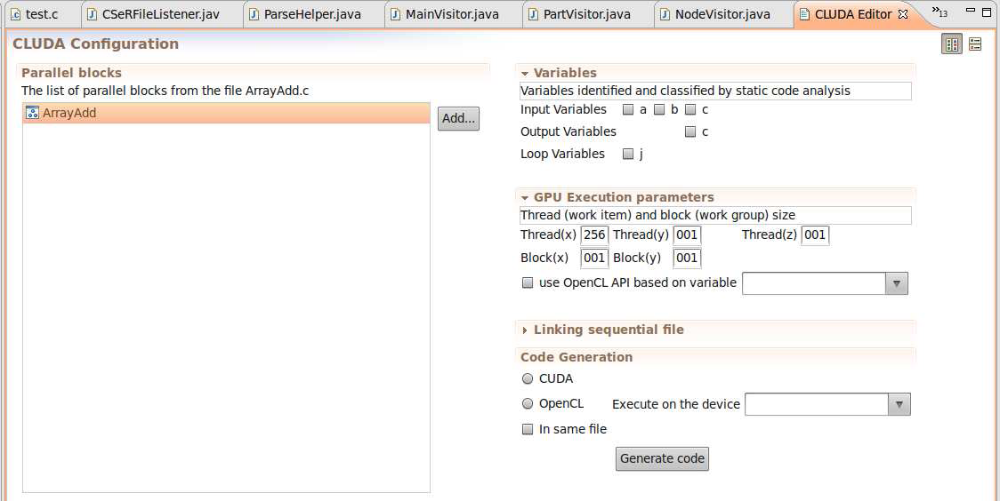 test.c CSeRFileListener.jav ParseHelper.java MainVisitor.java PartVisitor.java NodeVisitor.java CLUDA Editor »13
CLUDA Configuration
Parallel blocks
The list of parallel blocks from the file ArrayAdd.c
ArrayAdd
Add...
Variables
Variables identified and classified by static code analysis
Input Variables a b c
Output Variables c
Loop Variables j
GPU Execution parameters
Thread (work item) and block (work group) size
Thread(x) 256 Thread(y) 001 Thread(z) 001
Block(x) 001 Block(y) 001
use OpenCL API based on variable
Linking sequential file
Code Generation
CUDA
OpenCL Execute on the device
In same file
Generate code